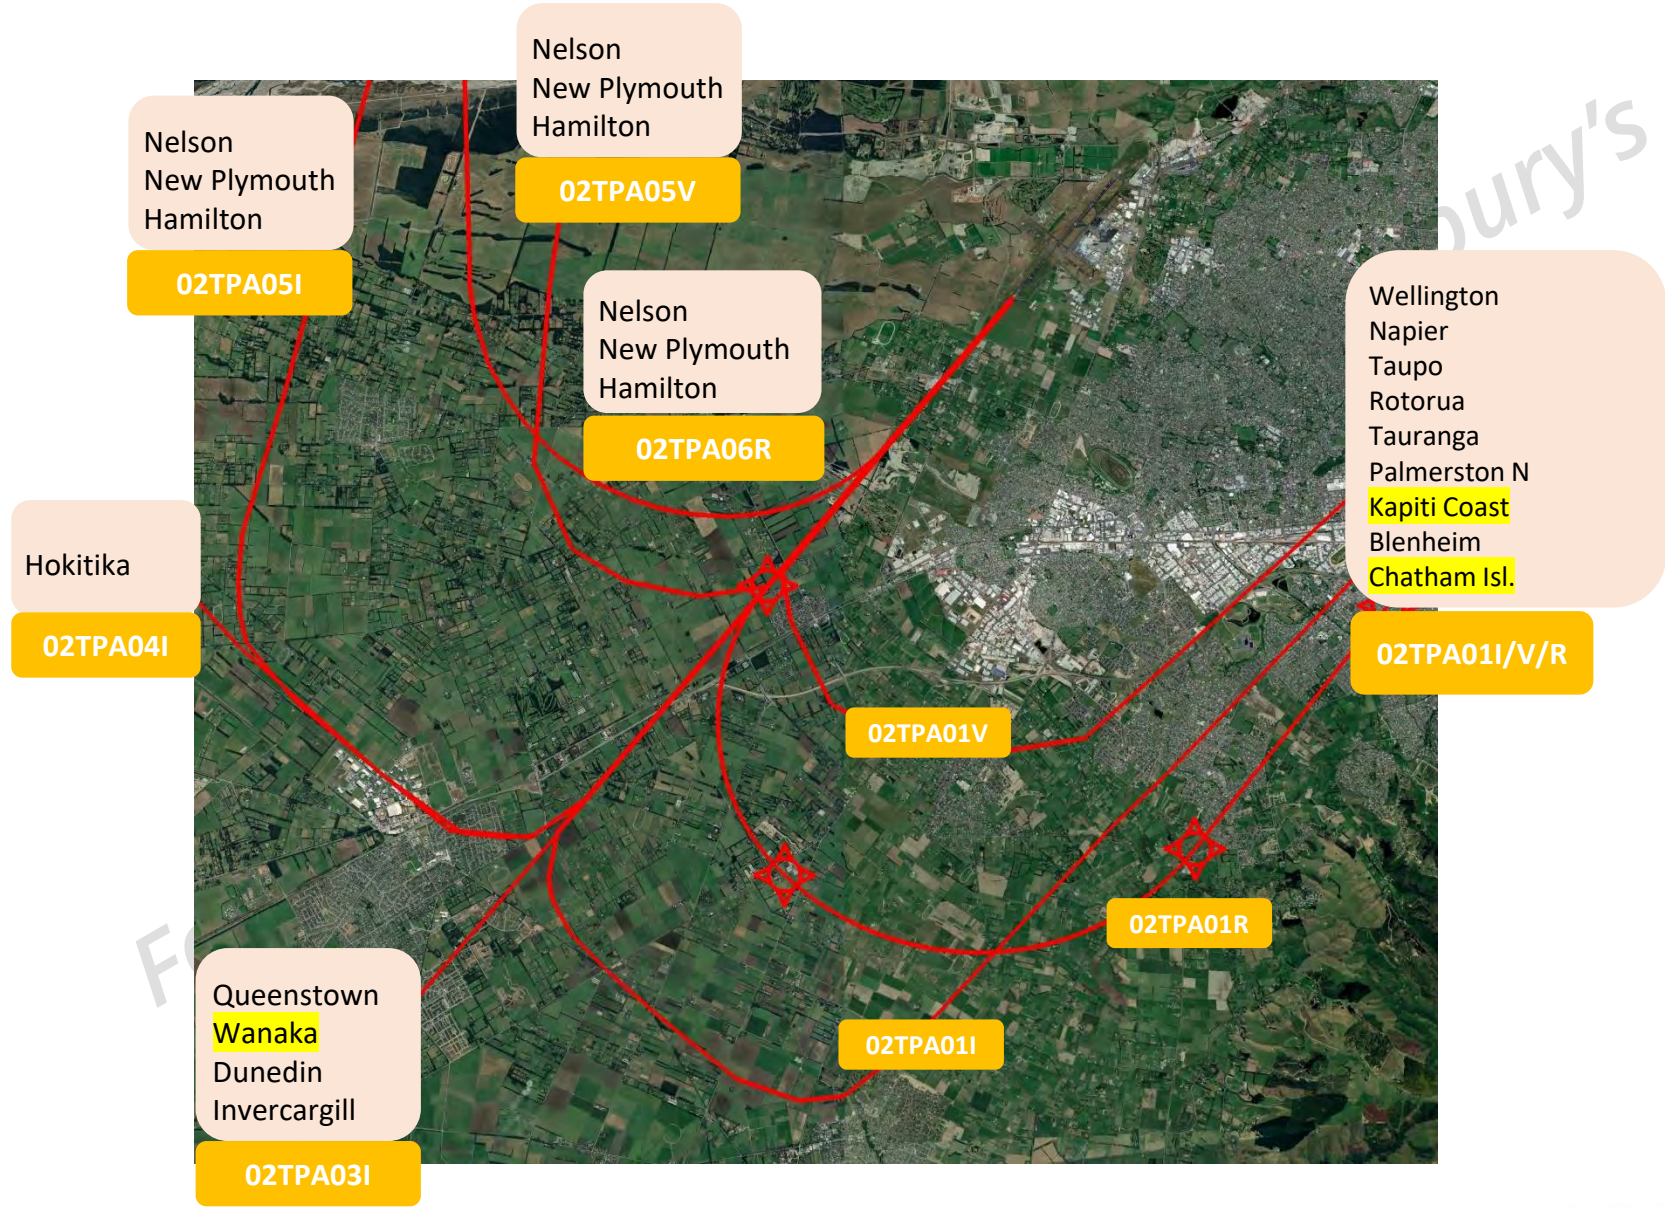 Nelson
New Plymouth
Hamilton
02TPA05V
Nelson
New Plymouth
Hamilton
02TPA05I
Nelson
New Plymouth
Hamilton
02TPA06R
Wellington
Napier
Taupo
Rotorua
Tauranga
Palmerston N
Kapiti Coast
Blenheim
Chatham Isl.
02TPA01I/V/R
Hokitika
02TPA04I
02TPA01V
02TPA01R
02TPA01I
Queenstown
Wanaka
Dunedin
Invercargill
02TPA03I